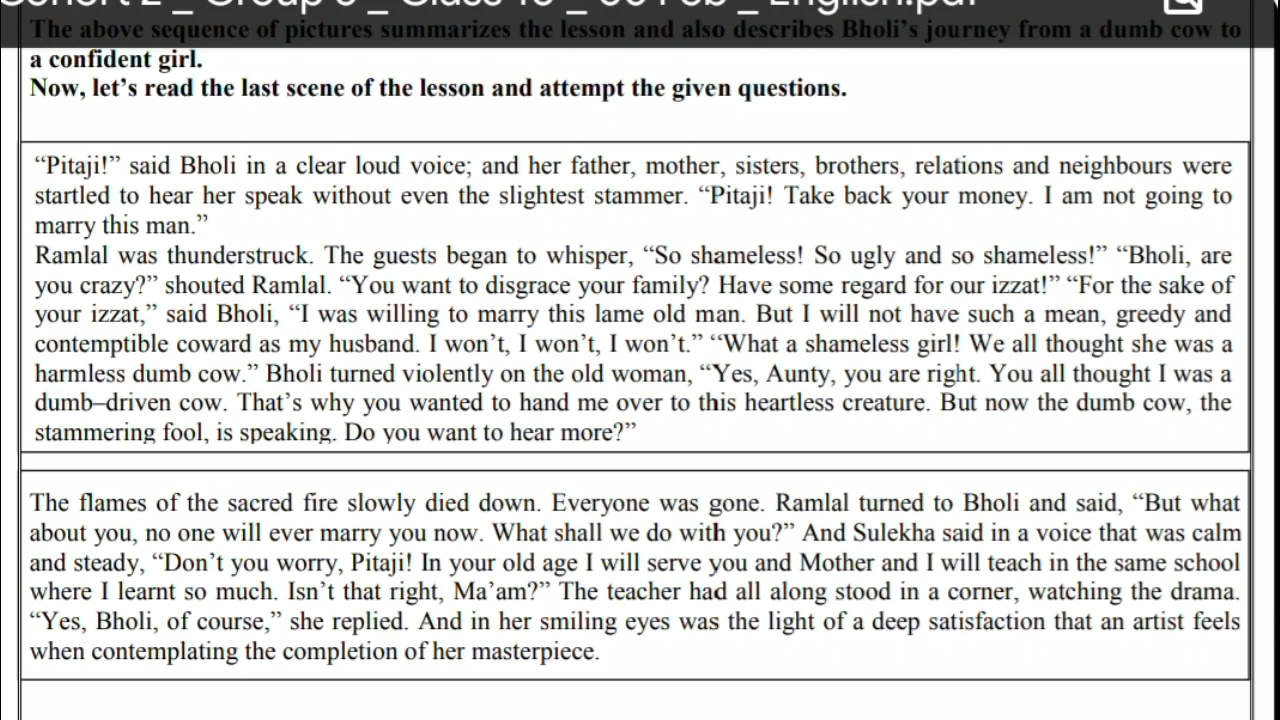 Cohort 2 _ Group 3 _ Class 10 _ 06 Feb _ English.pdf
The above sequence of pictures summarizes the lesson and also describes Bholi’s journey from a dumb cow to
a confident girl.
Now, let’s read the last scene of the lesson and attempt the given questions.
“Pitaji!” said Bholi in a clear loud voice; and her father, mother, sisters, brothers, relations and neighbours were
startled to hear her speak without even the slightest stammer. “Pitaji! Take back your money. I am not going to
marry this man.”
Ramlal was thunderstruck. The guests began to whisper, “So shameless! So ugly and so shameless!” “Bholi, are
you crazy?” shouted Ramlal. “You want to disgrace your family? Have some regard for our izzat!” “For the sake of
your izzat,” said Bholi, “I was willing to marry this lame old man. But I will not have such a mean, greedy and
contemptible coward as my husband. I won’t, I won’t, I won’t.” “What a shameless girl! We all thought she was a
harmless dumb cow.” Bholi turned violently on the old woman, “Yes, Aunty, you are right. You all thought I was a
dumb–driven cow. That’s why you wanted to hand me over to this heartless creature. But now the dumb cow, the
stammering fool, is speaking. Do you want to hear more?”
The flames of the sacred fire slowly died down. Everyone was gone. Ramlal turned to Bholi and said, “But what
about you, no one will ever marry you now. What shall we do with you?” And Sulekha said in a voice that was calm
and steady, “Don’t you worry, Pitaji! In your old age I will serve you and Mother and I will teach in the same school
where I learnt so much. Isn’t that right, Ma’am?” The teacher had all along stood in a corner, watching the drama.
“Yes, Bholi, of course,” she replied. And in her smiling eyes was the light of a deep satisfaction that an artist feels
when contemplating the completion of her masterpiece.